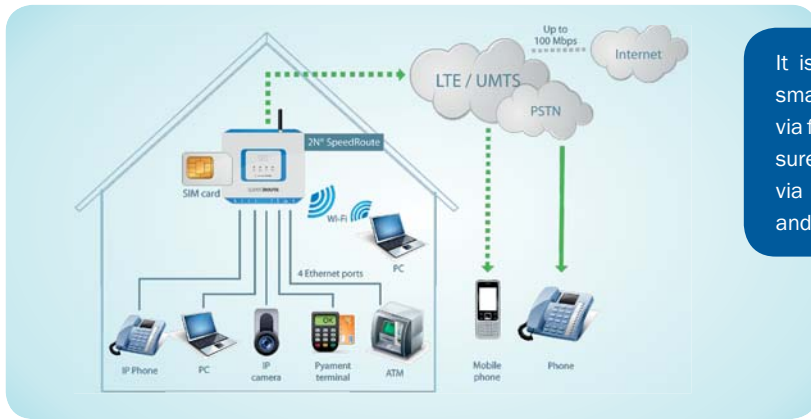 Up to
100 Mbps
Internet
LTE / UMTS
PSTN
2N® SpeedRoute
SIM card
Wi-Fi
PC
4 Ethernet ports
IP Phone
PC
IP
camera
OK
Pyament
terminal
ATM
Mobile
phone
Phone
It is
sma
via f
sure
via
and